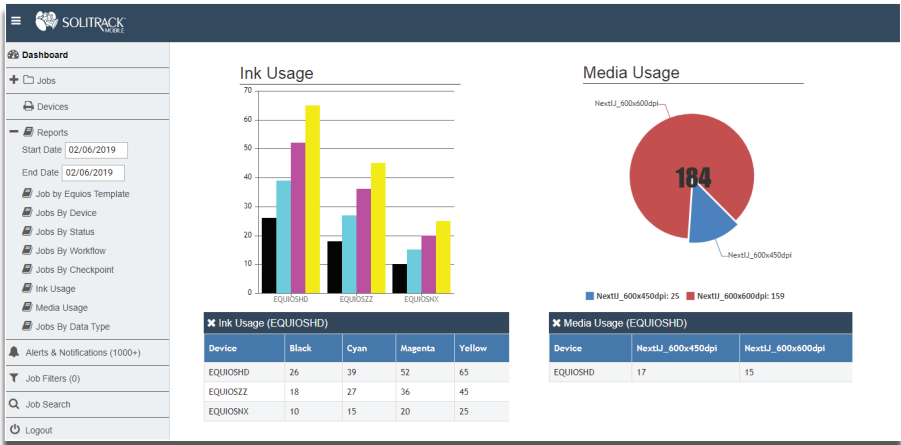 SOLITRACK
MOBILE
Dashboard
Jobs
Devices
Reports
Start Date 02/06/2019
End Date 02/06/2019
Job by Equios Template
Jobs By Device
Jobs By Status
Jobs By Workflow
Jobs By Checkpoint
Ink Usage
Media Usage
Jobs By Data Type
Alerts & Notifications (1000+)
Job Filters (0)
Job Search
Logout
Ink Usage
70
60
50
40
30
20
10
0
EQUIOSHD EQUIOSZZ EQUIOSNX
Ink Usage (EQUIOSHD)
Device Black Cyan Magenta Yellow
EQUIOSHD 26 39 52 65
EQUIOSZZ 18 27 36 45
EQUIOSNX 10 15 20 25
Media Usage
NextIJ_600x600dpi
184
NextIJ_600x450dpi
NextIJ_600x450dpi: 25 NextIJ_600x600dpi: 159
Media Usage (EQUIOSHD)
Device NextIJ_600x450dpi NextIJ_600x600dpi
EQUIOSHD 17 15